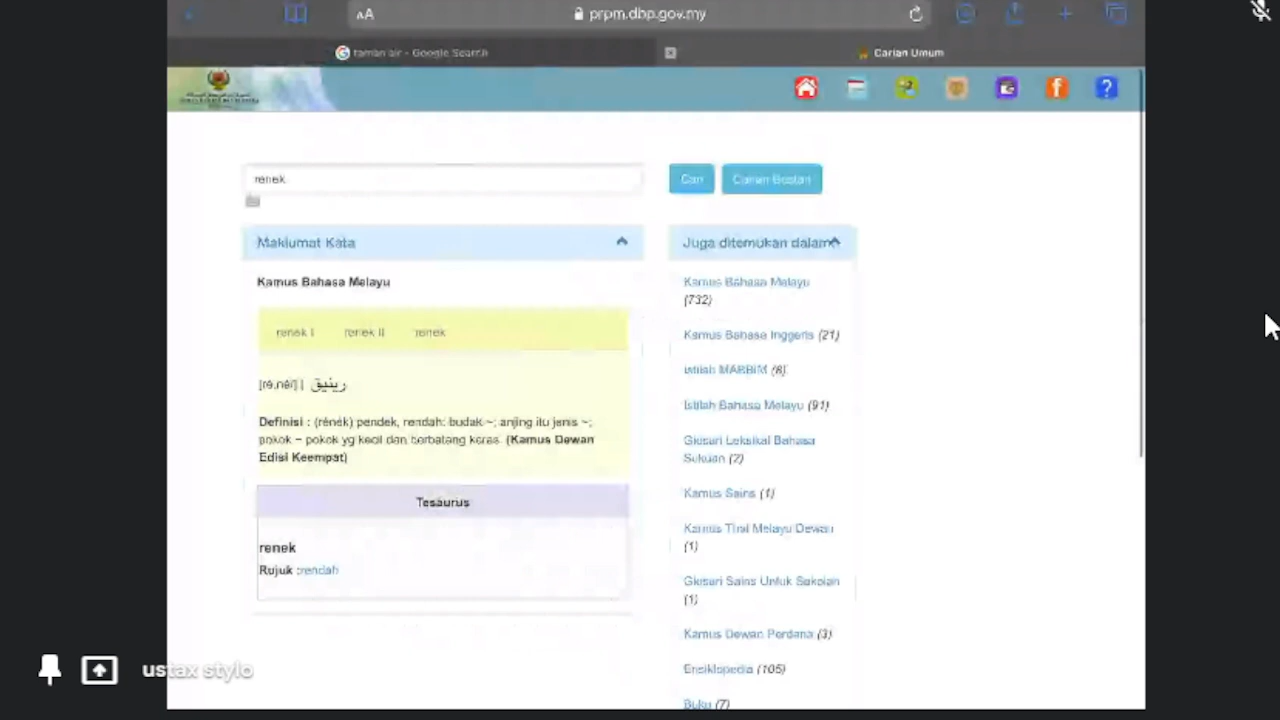 AA
prpm.dbp.gov.my
taman air - Google Search
Carian Umum
renek
Cari
Carian Bostan
Maklumat Kata
Juga ditemukan dalam
Kamus Bahasa Melayu
renek I renek II renek
رينيق
Definisi : (rénék) pendek, rendah: budak ~; anjing itu jenis ~;
pokok ~ pokok yg kecil dan berbatang keras. (Kamus Dewan
Edisi Keempat)
Tesaurus
renek
Rujuk :rendah
Kamus Bahasa Melayu
(732)
Kamus Bahasa Inggeris (21)
Istilah MABBIM (6)
Istilah Bahasa Melayu (91)
Glosari Leksikal Bahasa
Sukuan (2)
Kamus Sains (1)
Kamus Tiral Melayu Dewan
(1)
Glosari Sains Untuk Sekolah
(1)
Kamus Dewan Perdana (3)
Ensiklopedia (105)
Buku (7)
ustax stylo